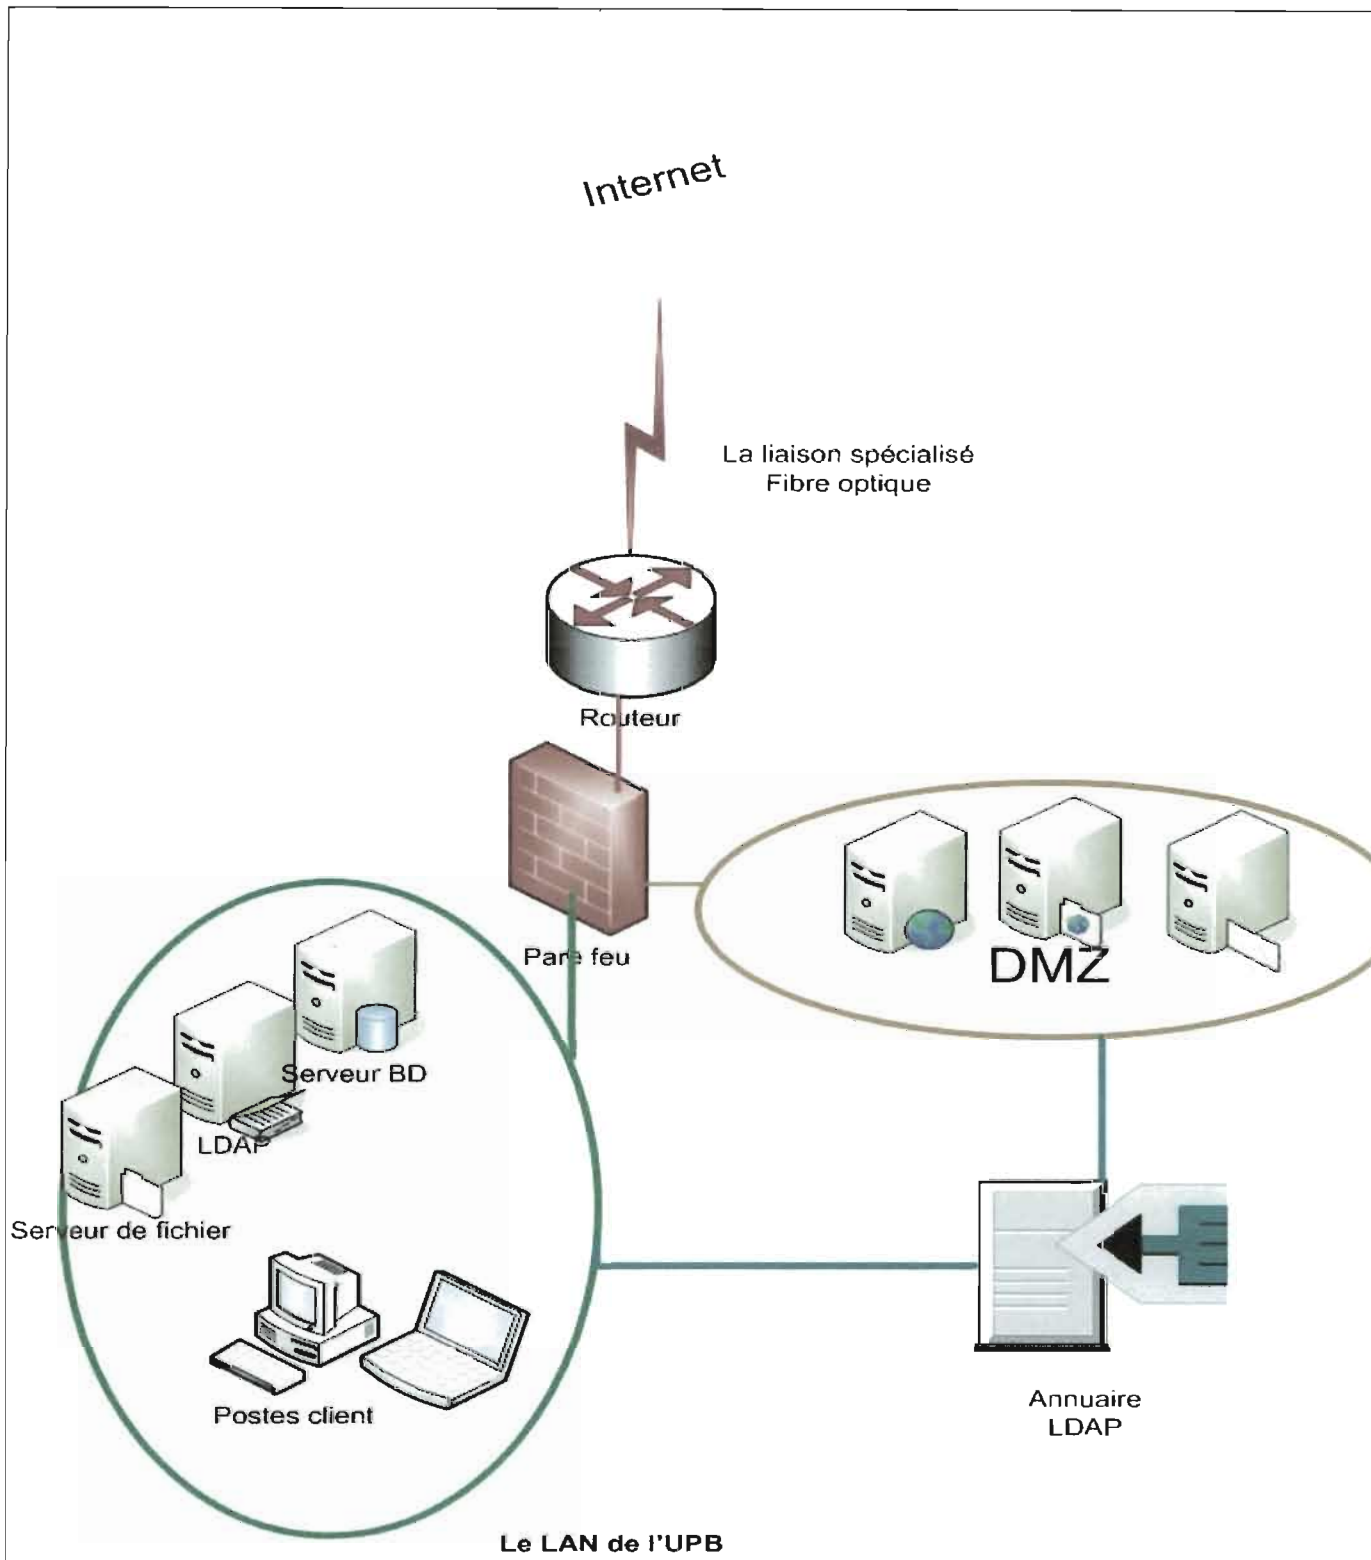 Internet
La liaison spécialisé
Fibre optique
Routeur
Pare feu
DMZ
Serveur BD
LDAP
Serveur de fichier
Postes client
Annuaire
LDAP
Le LAN de l'UPB